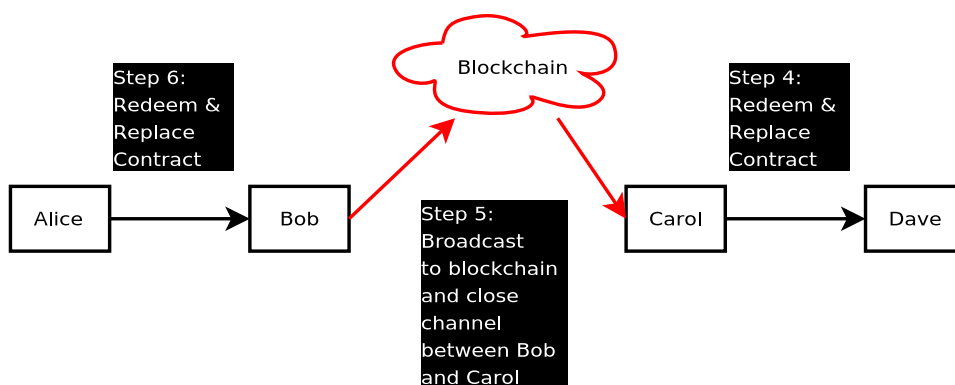 Blockchain
Step 6:
Redeem &
Replace
Contract
Step 4:
Redeem &
Replace
Contract
Alice
Bob
Step 5:
Broadcast
to blockchain
and close
channel
between Bob
and Carol
Carol
Dave